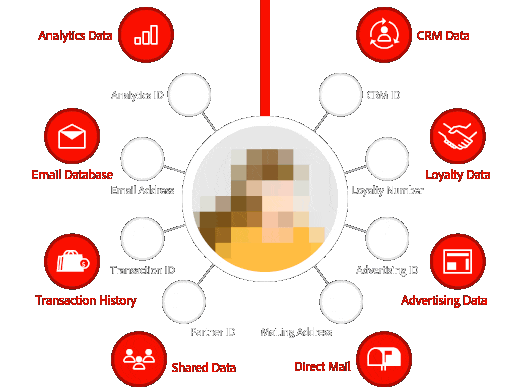 Analytics Data
CRM Data
Analytics ID
CRM ID
Email Database
Loyalty Data
Email Address
Loyalty Number
Transaction ID
Advertising ID
Transaction History
Advertising Data
Partner ID
Mailing Address
Shared Data
Direct Mail